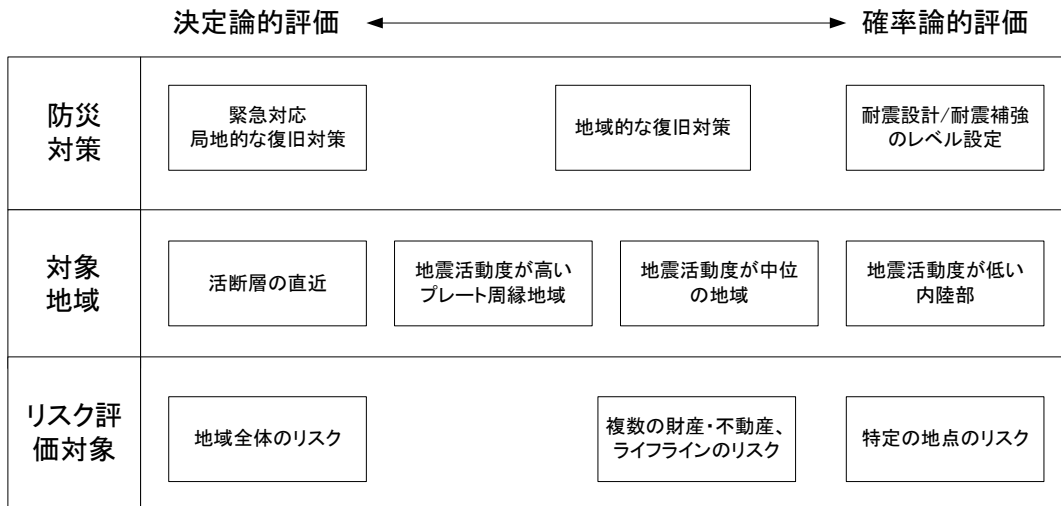 決定論的評価
確率論的評価
防災
対策
緊急対応
局地的な復旧対策
地域的な復旧対策
耐震設計/耐震補強
のレベル設定
対象
地域
活断層の直近
地震活動度が高い
プレート周縁地域
地震活動度が中位
の地域
地震活動度が低い
内陸部
リスク評
価対象
地域全体のリスク
複数の財産・不動産、
ライフラインのリスク
特定の地点のリスク